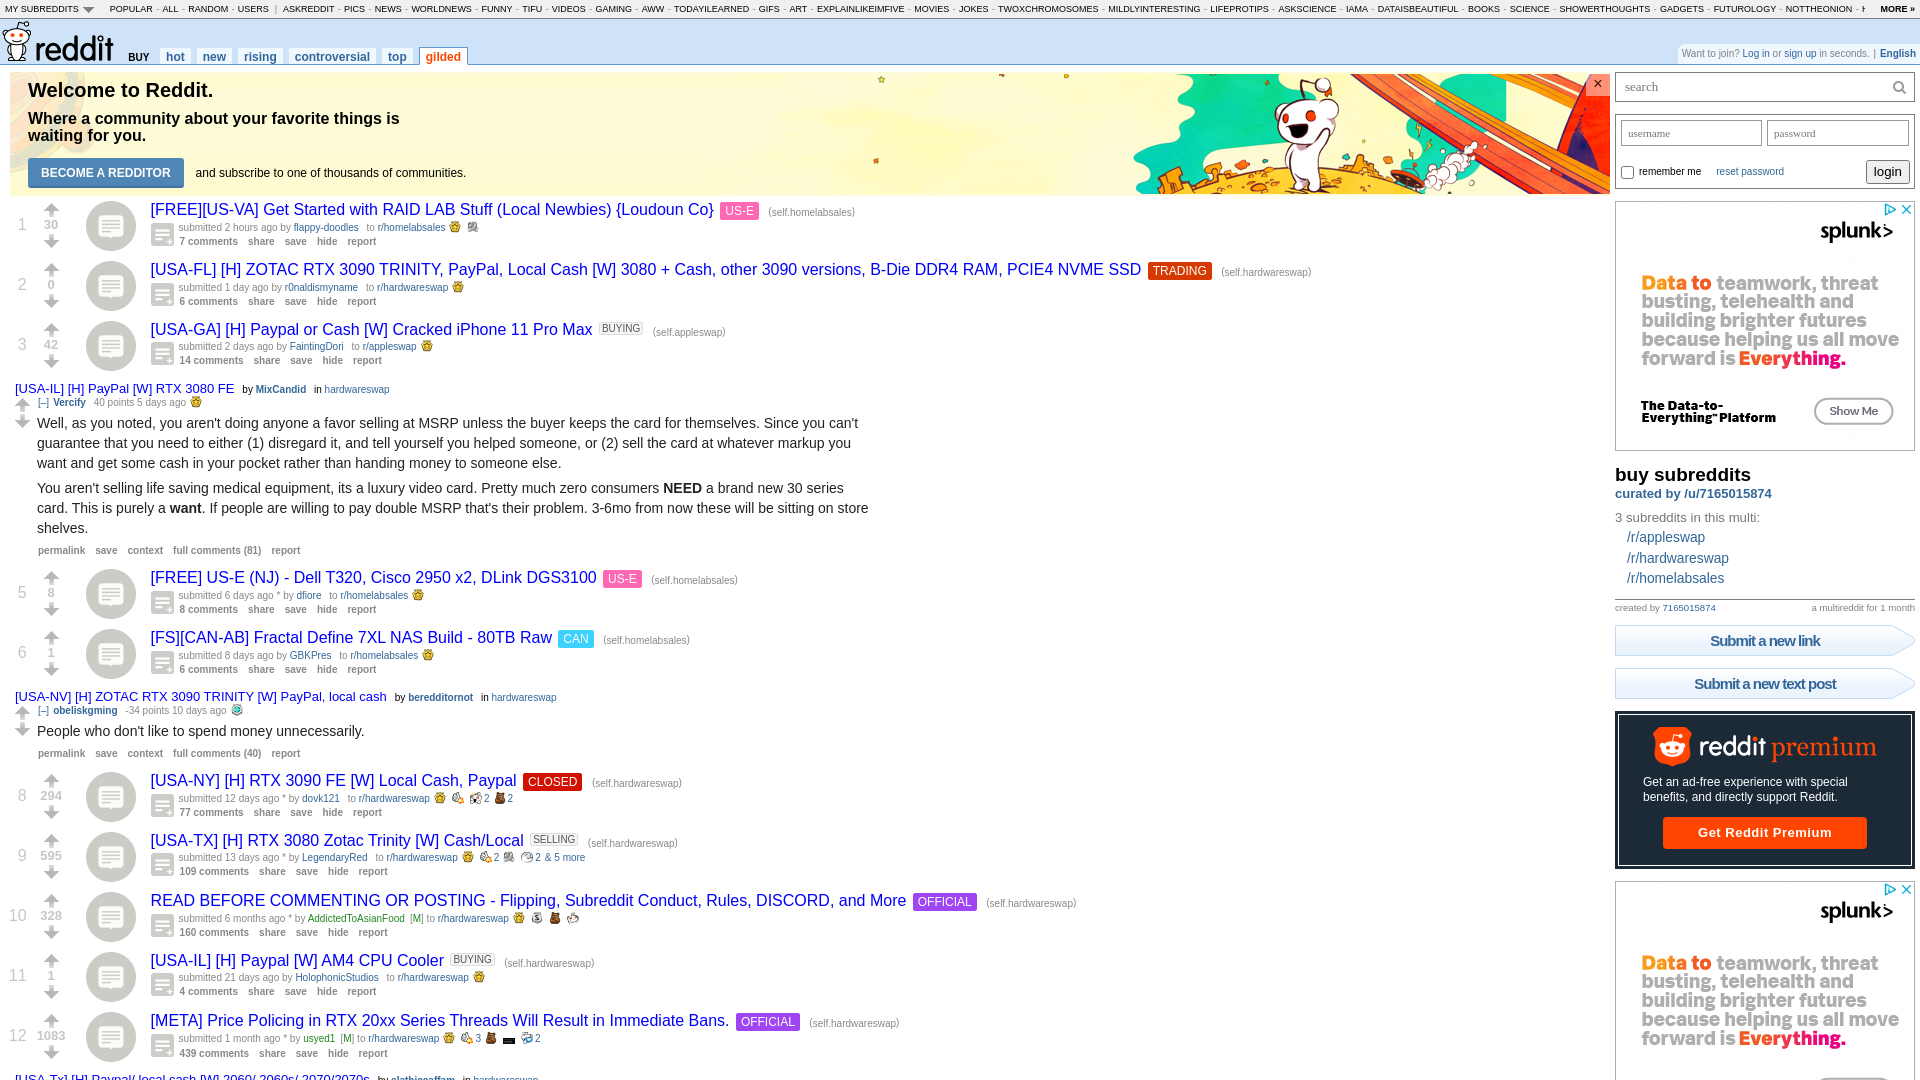 MY SUBREDDITS POPULAR - ALL - RANDOM - USERS | ASKREDDIT - PICS - NEWS - WORLDNEWS - FUNNY - TIFU - VIDEOS - GAMING - AWW - TODAYILEARNED - GIFS - ART - EXPLAINLIKEIMFIVE - MOVIES - JOKES - TWOXCHROMOSOMES - MILDLYINTERESTING - LIFEPROTIPS - ASKSCIENCE - IAMA - DATAISBEAUTIFUL - BOOKS - SCIENCE - SHOWERTHOUGHTS - GADGETS - FUTUROLOGY - NOTTHEONION - MORE »
reddit BUY hot new rising controversial top gilded
Want to join? Log in or sign up in seconds. | English
Welcome to Reddit.
Where a community about your favorite things is
waiting for you.
BECOME A REDDITOR and subscribe to one of thousands of communities.
×
1
30
[FREE][US-VA] Get Started with RAID LAB Stuff (Local Newbies) {Loudoun Co} US-E (self.homelabsales)
submitted 2 hours ago by flappy-doodles to r/homelabsales
7 comments share save hide report
2
0
[USA-FL] [H] ZOTAC RTX 3090 TRINITY, PayPal, Local Cash [W] 3080 + Cash, other 3090 versions, B-Die DDR4 RAM, PCIE4 NVME SSD TRADING (self.hardwareswap)
submitted 1 day ago by r0naldismyname to r/hardwareswap
6 comments share save hide report
3
42
[USA-GA] [H] Paypal or Cash [W] Cracked iPhone 11 Pro Max BUYING (self.appleswap)
submitted 2 days ago by FaintingDori to r/appleswap
14 comments share save hide report
[USA-IL] [H] PayPal [W] RTX 3080 FE by MixCandid in hardwareswap
[–] Vercify 40 points 5 days ago
Well, as you noted, you aren't doing anyone a favor selling at MSRP unless the buyer keeps the card for themselves. Since you can't
guarantee that you need to either (1) disregard it, and tell yourself you helped someone, or (2) sell the card at whatever markup you
want and get some cash in your pocket rather than handing money to someone else.
You aren't selling life saving medical equipment, its a luxury video card. Pretty much zero consumers NEED a brand new 30 series
card. This is purely a want. If people are willing to pay double MSRP that's their problem. 3-6mo from now these will be sitting on store
shelves.
permalink save context full comments (81) report
5
8
[FREE] US-E (NJ) - Dell T320, Cisco 2950 x2, DLink DGS3100 US-E (self.homelabsales)
submitted 6 days ago * by dfiore to r/homelabsales
8 comments share save hide report
6
1
[FS][CAN-AB] Fractal Define 7XL NAS Build - 80TB Raw CAN (self.homelabsales)
submitted 8 days ago by GBKPres to r/homelabsales
6 comments share save hide report
[USA-NV] [H] ZOTAC RTX 3090 TRINITY [W] PayPal, local cash by beredditornot in hardwareswap
[–] obeliskgming -34 points 10 days ago
People who don't like to spend money unnecessarily.
permalink save context full comments (40) report
8
294
[USA-NY] [H] RTX 3090 FE [W] Local Cash, Paypal CLOSED (self.hardwareswap)
submitted 12 days ago * by dovk121 to r/hardwareswap 2 2
77 comments share save hide report
9
595
[USA-TX] [H] RTX 3080 Zotac Trinity [W] Cash/Local SELLING (self.hardwareswap)
submitted 13 days ago * by LegendaryRed to r/hardwareswap 2 2 & 5 more
109 comments share save hide report
10
328
READ BEFORE COMMENTING OR POSTING - Flipping, Subreddit Conduct, Rules, DISCORD, and More OFFICIAL (self.hardwareswap)
submitted 6 months ago * by AddictedToAsianFood [M] to r/hardwareswap
160 comments share save hide report
11
1
[USA-IL] [H] Paypal [W] AM4 CPU Cooler BUYING (self.hardwareswap)
submitted 21 days ago by HolophonicStudios to r/hardwareswap
4 comments share save hide report
12
1083
[META] Price Policing in RTX 20xx Series Threads Will Result in Immediate Bans. OFFICIAL (self.hardwareswap)
submitted 1 month ago * by usyed1 [M] to r/hardwareswap 3 2
439 comments share save hide report
[USA-Tx] [H] Paypal/ local cash [W] 2060/ 2060s/ 2070/2070s by elathiccaffam in hardwareswap
search
username password
remember me reset password login
splunk>
Data to teamwork, threat
busting, telehealth and
building brighter futures
because helping us all move
forward is Everything.
The Data-to-
Everything™ Platform
Show Me
buy subreddits
curated by /u/7165015874
3 subreddits in this multi:
/r/appleswap
/r/hardwareswap
/r/homelabsales
created by 7165015874 a multireddit for 1 month
Submit a new link
Submit a new text post
reddit premium
Get an ad-free experience with special
benefits, and directly support Reddit.
Get Reddit Premium
splunk>
Data to teamwork, threat
busting, telehealth and
building brighter futures
because helping us all move
forward is Everything.